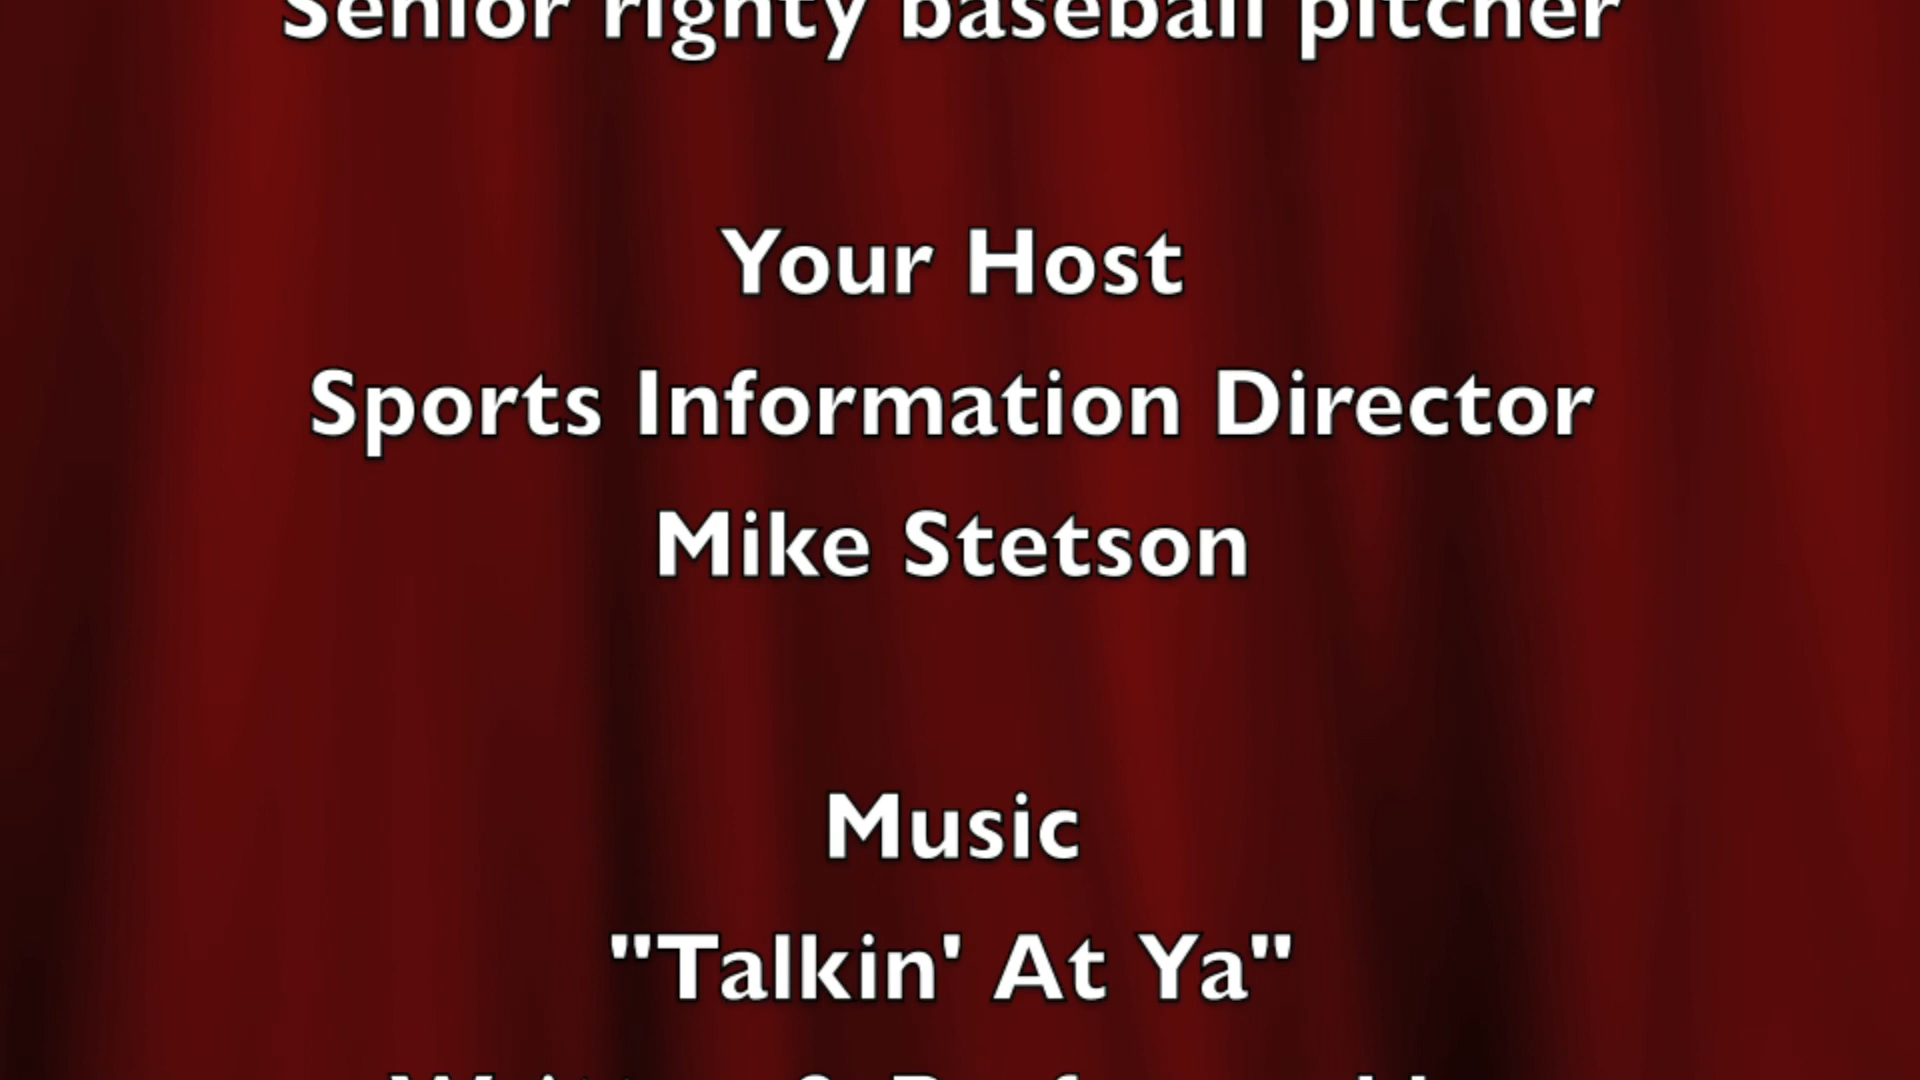 Senior righty baseball pitcher
Your Host
Sports Information Director
Mike Stetson
Music
"Talkin' At Ya"